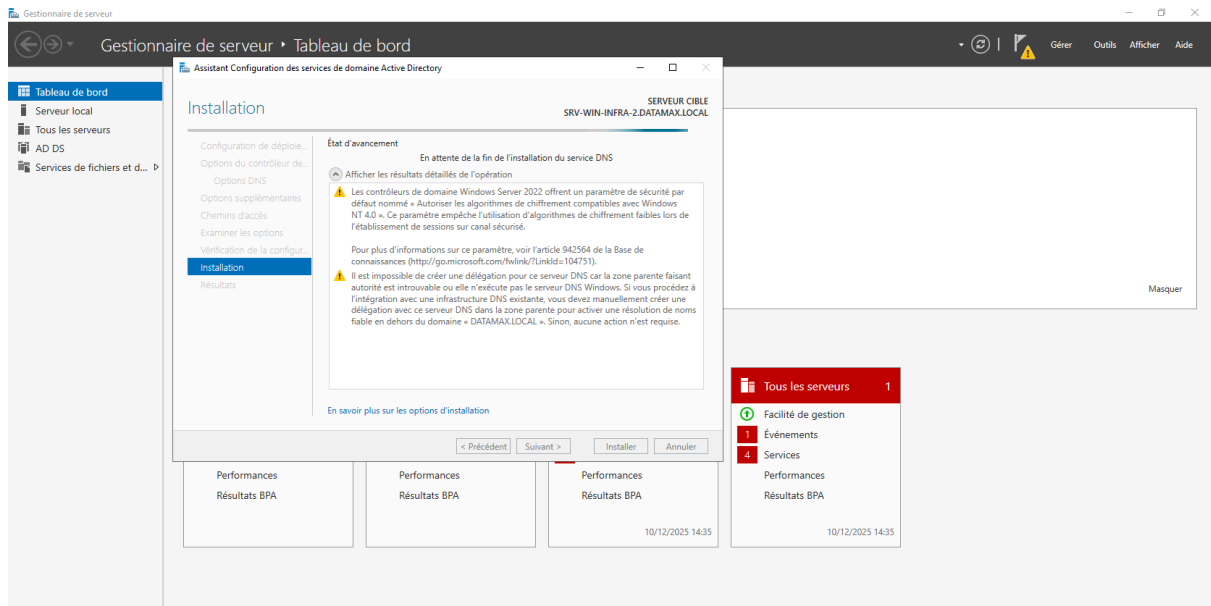 Gestionnaire de serveur
Gestionnaire de serveur • Tableau de bord
Gérer Outils Afficher Aide
Tableau de bord
Serveur local
Tous les serveurs
AD DS
Services de fichiers et d...
Assistant Configuration des services de domaine Active Directory
Installation
SERVEUR CIBLE
SRV-WIN-INFRA-2.DATAMAX.LOCAL
Configuration de déploie...
Options du contrôleur de...
Options DNS
Options supplémentaires
Chemins d'accès
Examiner les options
Vérification de la configur...
Installation
Résultats
État d'avancement
En attente de la fin de l'installation du service DNS
Afficher les résultats détaillés de l'opération
Les contrôleurs de domaine Windows Server 2022 offrent un paramètre de sécurité par
défaut nommé « Autoriser les algorithmes de chiffrement compatibles avec Windows
NT 4.0 ». Ce paramètre empêche l'utilisation d'algorithmes de chiffrement faibles lors de
l'établissement de sessions sur canal sécurisé.
Pour plus d'informations sur ce paramètre, voir l'article 942564 de la Base de
connaissances (http://go.microsoft.com/fwlink/?LinkId=104751).
Il est impossible de créer une délégation pour ce serveur DNS car la zone parente faisant
autorité est introuvable ou elle n'exécute pas le serveur DNS Windows. Si vous procédez à
l'intégration avec une infrastructure DNS existante, vous devez manuellement créer une
délégation avec ce serveur DNS dans la zone parente pour activer une résolution de noms
fiable en dehors du domaine « DATAMAX.LOCAL ». Sinon, aucune action n'est requise.
En savoir plus sur les options d'installation
< Précédent Suivant > Installer Annuler
Masquer
Performances
Résultats BPA
Performances
Résultats BPA
Performances
Résultats BPA
10/12/2025 14:35
Tous les serveurs 1
Facilité de gestion
1 Événements
4 Services
Performances
Résultats BPA
10/12/2025 14:35